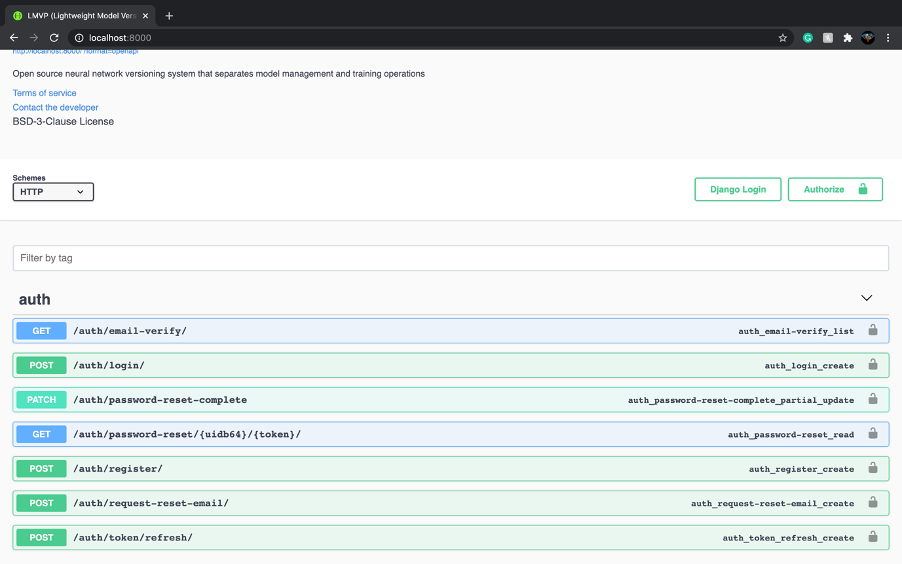 LMVP (Lightweight Model Vers
localhost:8000
http://localhost:8000/?format=openapi
Open source neural network versioning system that separates model management and training operations
Terms of service
Contact the developer
BSD-3-Clause License
Schemes
HTTP
Django Login
Authorize
Filter by tag
auth
GET /auth/email-verify/ auth_email-verify_list
POST /auth/login/ auth_login_create
PATCH /auth/password-reset-complete auth_password-reset-complete_partial_update
GET /auth/password-reset/{uidb64}/{token}/ auth_password-reset_read
POST /auth/register/ auth_register_create
POST /auth/request-reset-email/ auth_request-reset-email_create
POST /auth/token/refresh/ auth_token_refresh_create